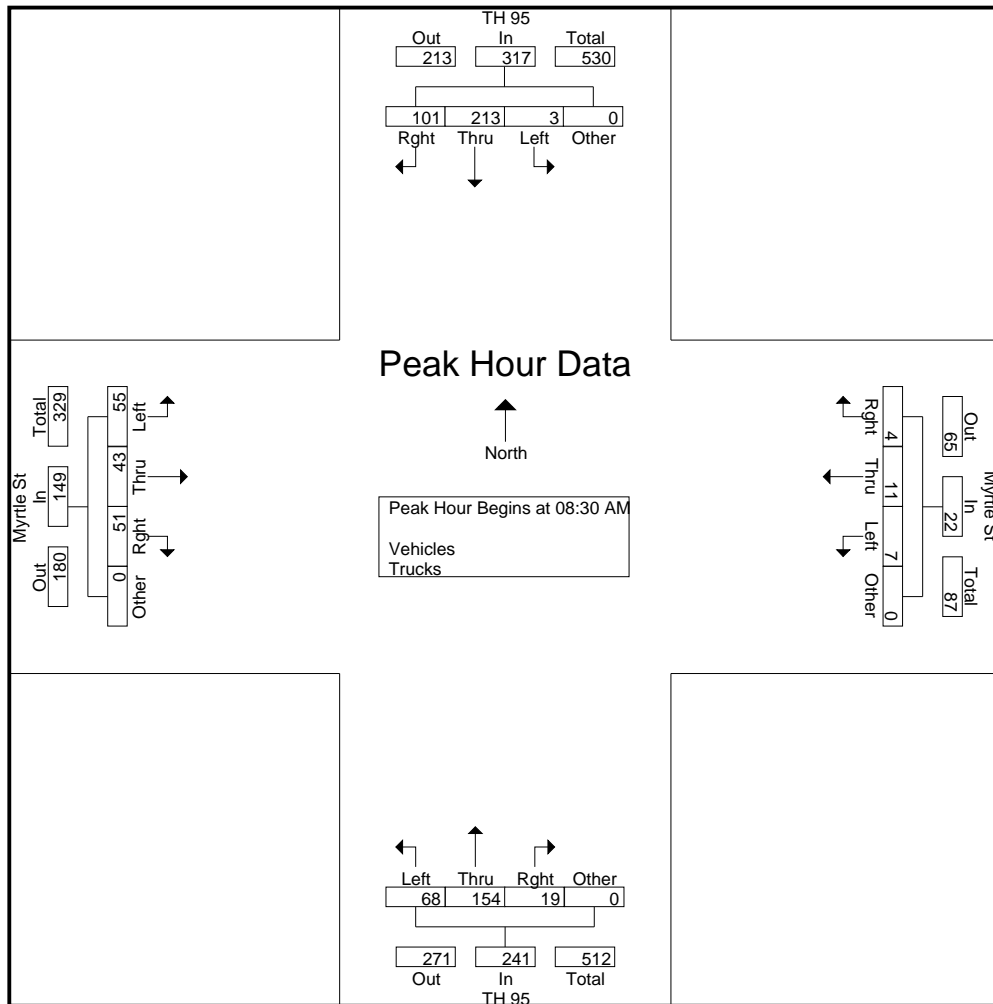 TH 95
Out In Total
213 317 530
101 213 3 0
Rght Thru Left Other
Peak Hour Data
North
Peak Hour Begins at 08:30 AM
Vehicles
Trucks
Myrtle St
Out In Total
180 149 329
0 51 43 55
Other Rght Thru Left
Myrtle St
Out In Total
65 22 87
4 11 7 0
Rght Thru Left Other
Left Thru Rght Other
68 154 19 0
271 241 512
Out In Total
TH 95